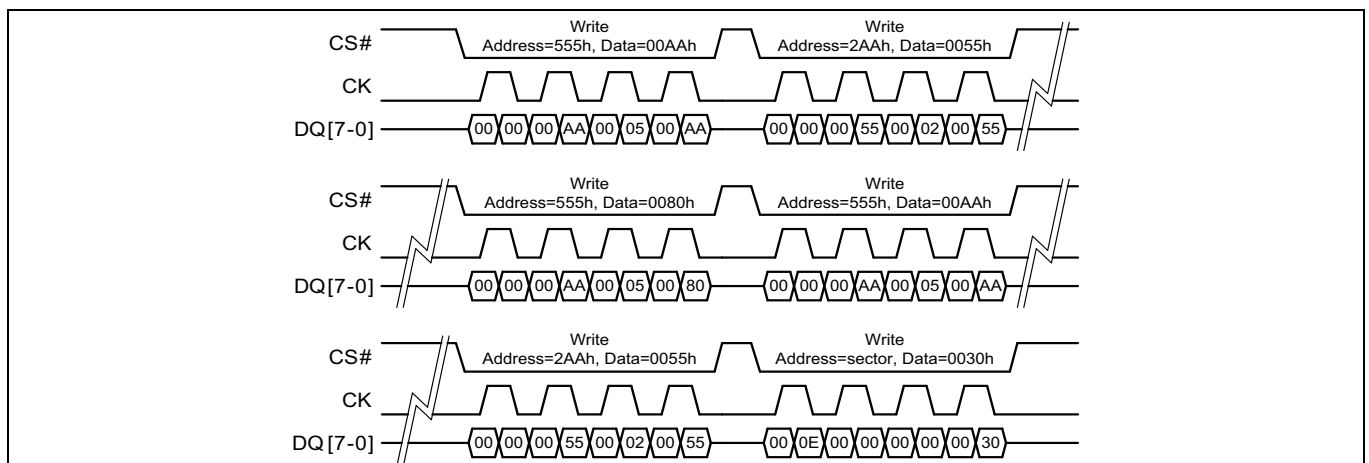 Write Write
CS# Address=555h, Data=00AAh Address=2AAh, Data=0055h
CK
DQ[7-0] 00 00 00 AA 00 05 00 AA 00 00 00 55 00 02 00 55
Write Write
CS# Address=555h, Data=0080h Address=555h, Data=00AAh
CK
DQ[7-0] 00 00 00 AA 00 05 00 80 00 00 00 AA 00 05 00 AA
Write Write
CS# Address=2AAh, Data=0055h Address=sector, Data=0030h
CK
DQ[7-0] 00 00 00 55 00 02 00 55 00 0E 00 00 00 00 00 30